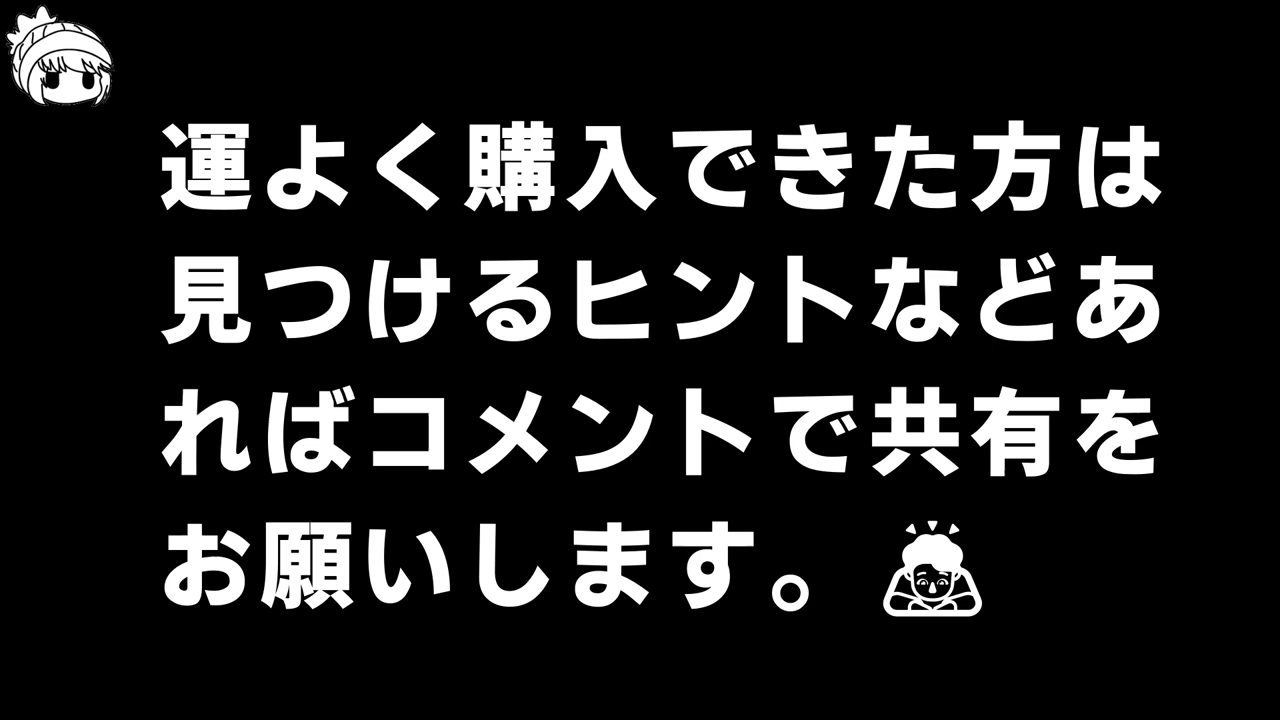 運よく購入できた方は
見つけるヒントなどあ
ればコメントで共有を
お願いします。🙇